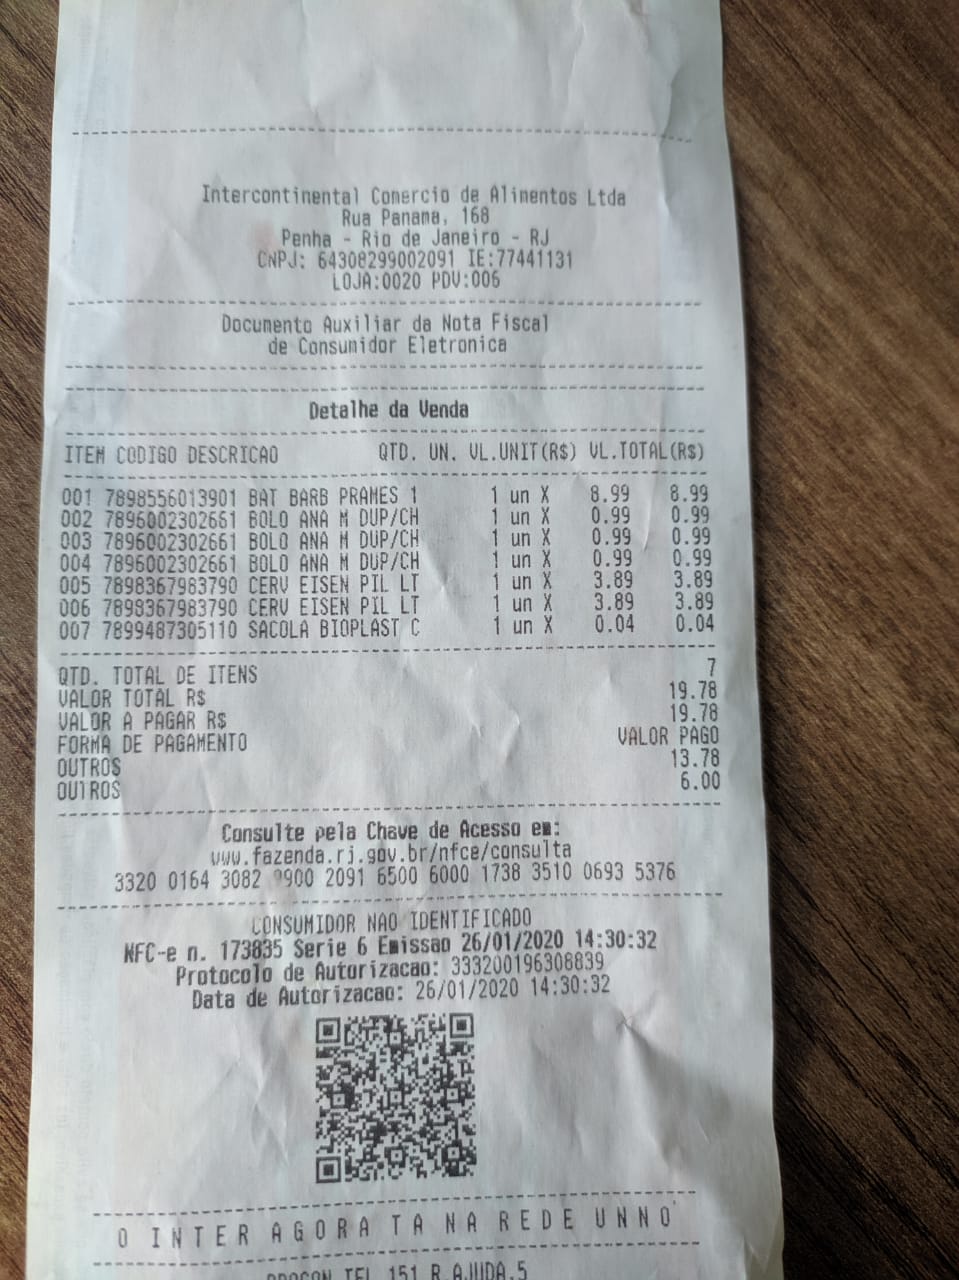 Intercontinental Comercio de Alimentos Ltda
Rua Panama, 168
Penha - Rio de Janeiro - RJ
CNPJ: 64308299002091 IE:77441131
LOJA:0020 PDV:006
Documento Auxiliar da Nota Fiscal
de Consumidor Eletronica
Detalhe da Venda
ITEM CODIGO DESCRICAO QTD. UN. VL.UNIT(R$) VL.TOTAL(R$)
001 7898556013901 BAT BARB PRAMES 1 1 un X 8.99 8.99
002 7896002302661 BOLO ANA M DUP/CH 1 un X 0.99 0.99
003 7896002302661 BOLO ANA M DUP/CH 1 un X 0.99 0.99
004 7896002302661 BOLO ANA M DUP/CH 1 un X 0.99 0.99
005 7898367983790 CERV EISEN PIL LT 1 un X 3.89 3.89
006 7898367983790 CERV EISEN PIL LT 1 un X 3.89 3.89
007 7899487305110 SACOLA BIOPLAST C 1 un X 0.04 0.04
QTD. TOTAL DE ITENS 7
VALOR TOTAL R$ 19.78
VALOR A PAGAR R$ 19.78
FORMA DE PAGAMENTO VALOR PAGO
OUTROS 13.78
OUTROS 6.00
Consulte pela Chave de Acesso em:
www.fazenda.rj.gov.br/nfce/consulta
3320 0164 3082 9900 2091 6500 6000 1738 3510 0693 5376
CONSUMIDOR NAO IDENTIFICADO
NFC-e n. 173835 Serie 6 Emissao 26/01/2020 14:30:32
Protocolo de Autorizacao: 333200196308839
Data de Autorizacao: 26/01/2020 14:30:32
O INTER AGORA TA NA REDE UNNO
PROCON TEL 151 R.AJUDA,5